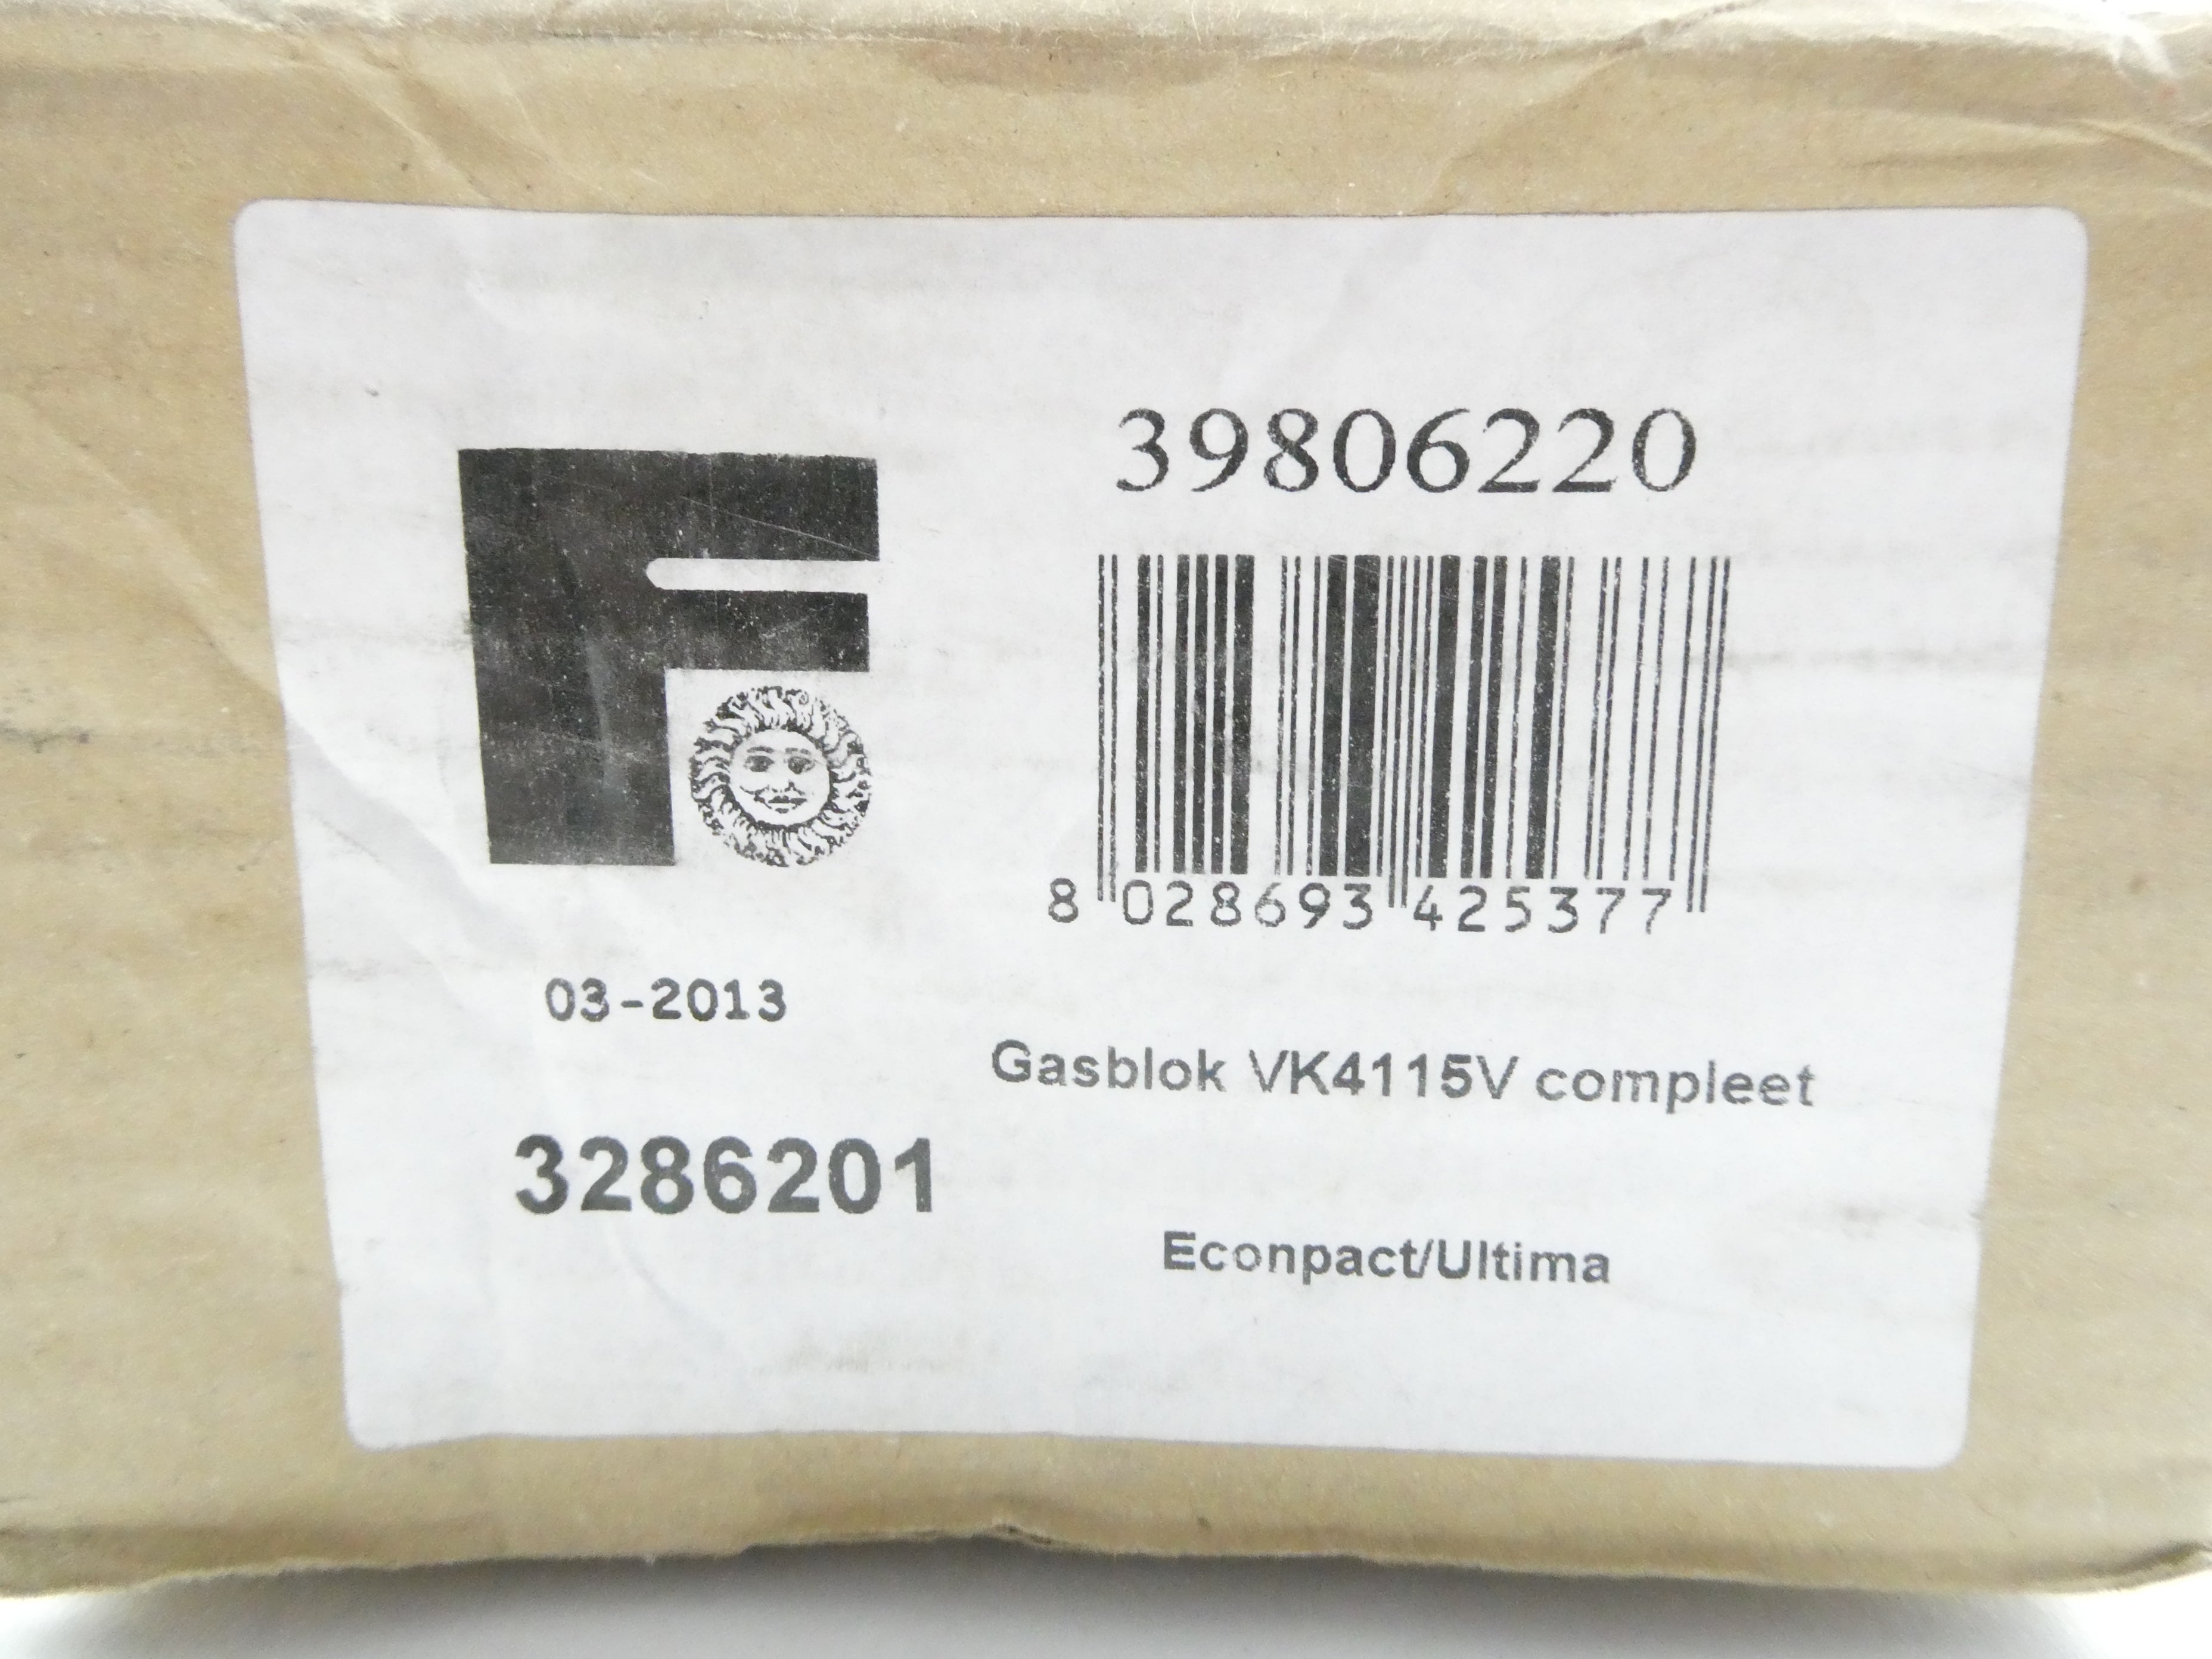 39806220
F
8 028693 425377
03-2013
Gasblok VK4115V compleet
3286201
Econpact/Ultima